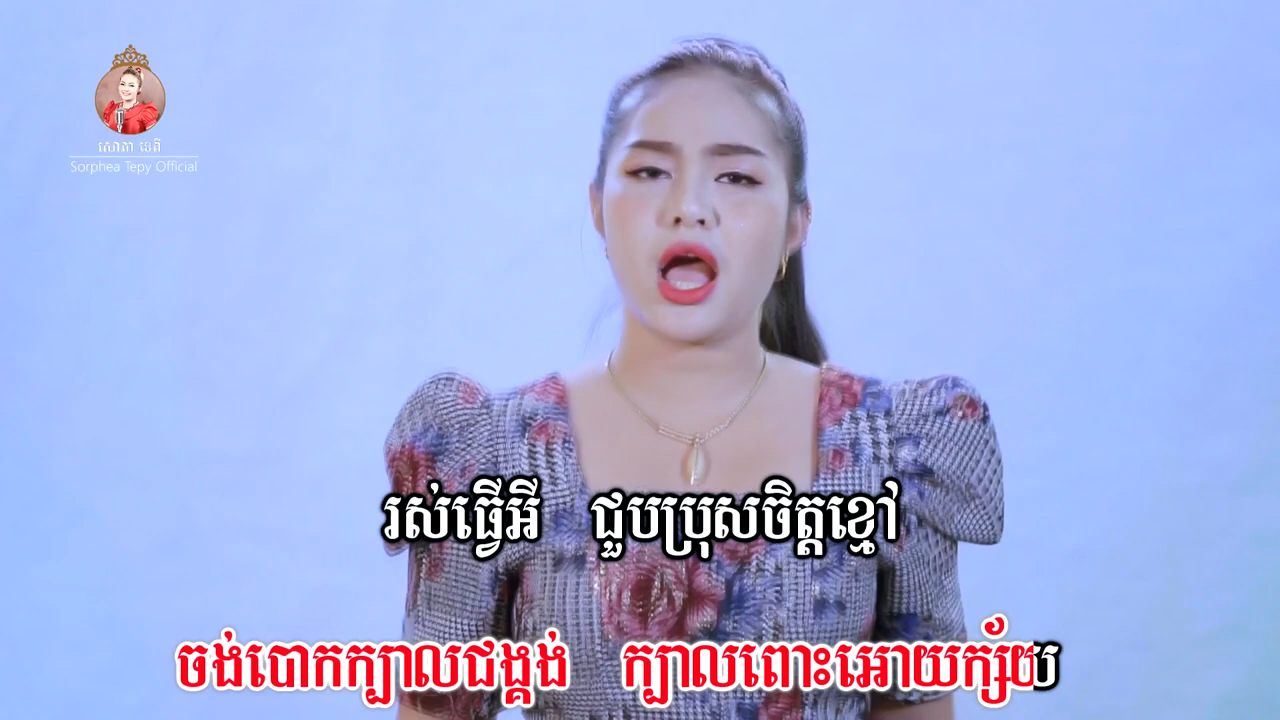 សោភា ទេពី
Sorphea Tepy Official
រស់ធ្វើអី ជួបប្រុសចិត្តខ្មៅ
ចង់បោកក្បាលជង្គង់ ក្បាលពោះអោយក្ស័យ